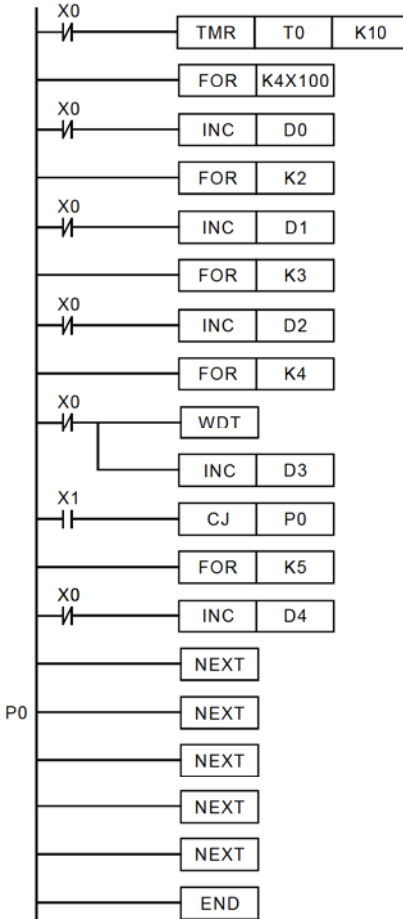 X0
TMR T0 K10
FOR K4X100
X0
INC D0
FOR K2
X0
INC D1
FOR K3
X0
INC D2
FOR K4
X0
WDT
INC D3
X1
CJ P0
FOR K5
X0
INC D4
NEXT
P0 NEXT
NEXT
NEXT
NEXT
END